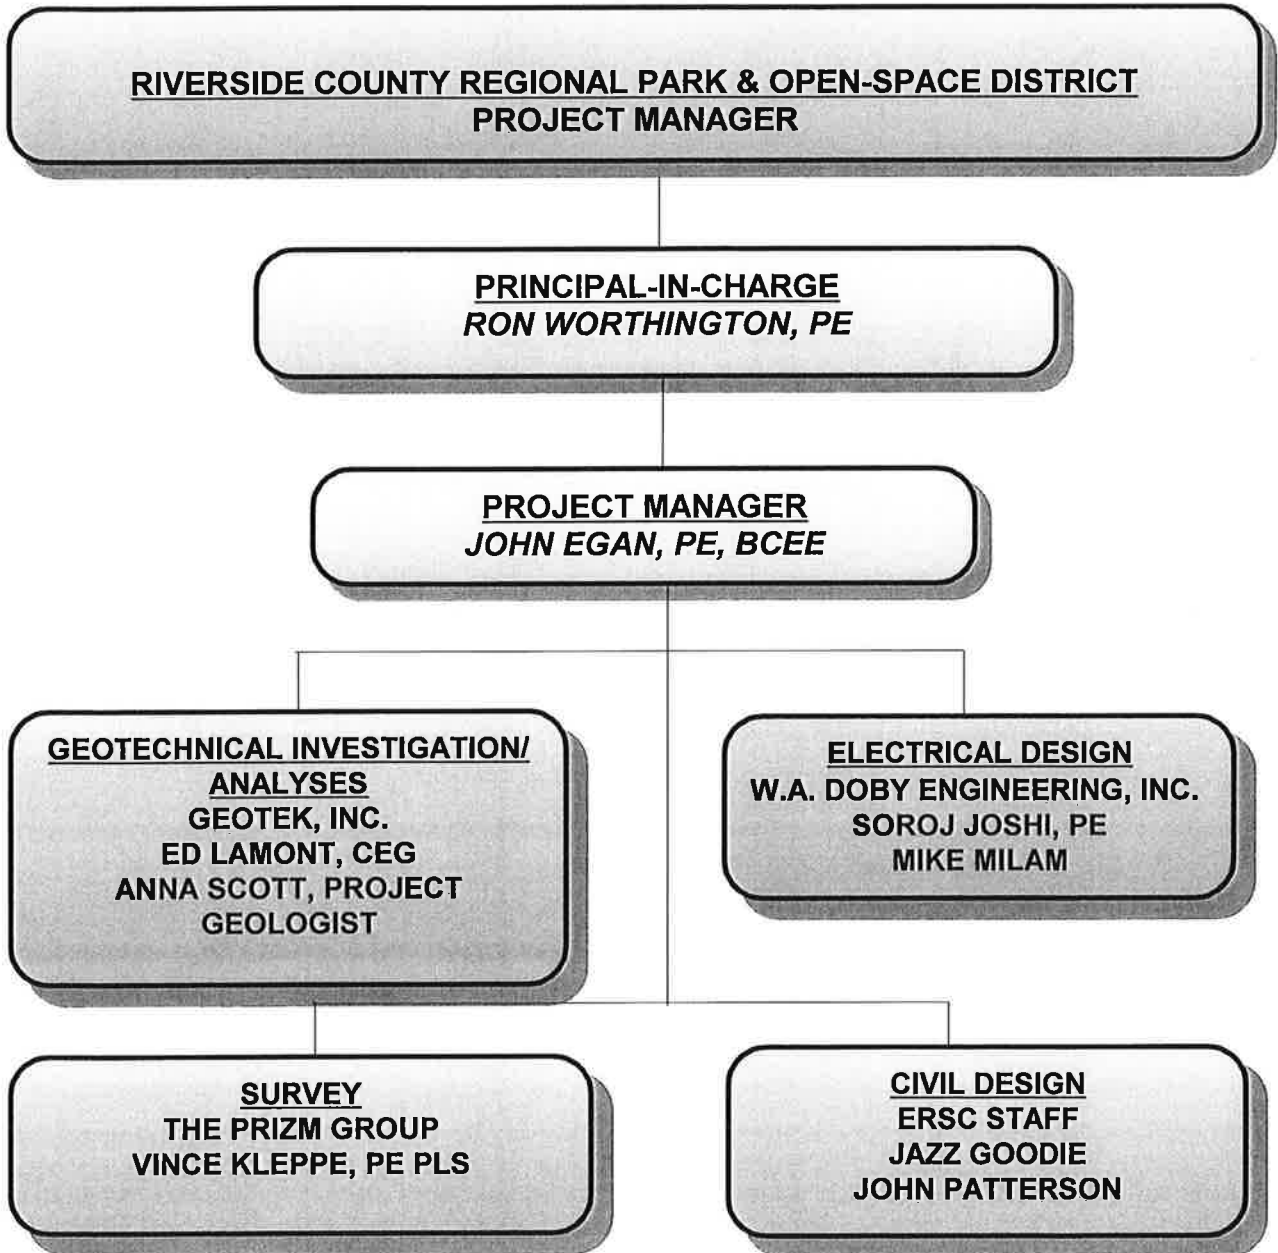 RIVERSIDE COUNTY REGIONAL PARK & OPEN-SPACE DISTRICT
PROJECT MANAGER
PRINCIPAL-IN-CHARGE
RON WORTHINGTON, PE
PROJECT MANAGER
JOHN EGAN, PE, BCEE
GEOTECHNICAL INVESTIGATION/
ANALYSES
GEOTEK, INC.
ED LAMONT, CEG
ANNA SCOTT, PROJECT
GEOLOGIST
ELECTRICAL DESIGN
W.A. DOBY ENGINEERING, INC.
SOROJ JOSHI, PE
MIKE MILAM
SURVEY
THE PRIZM GROUP
VINCE KLEPPE, PE PLS
CIVIL DESIGN
ERSC STAFF
JAZZ GOODIE
JOHN PATTERSON